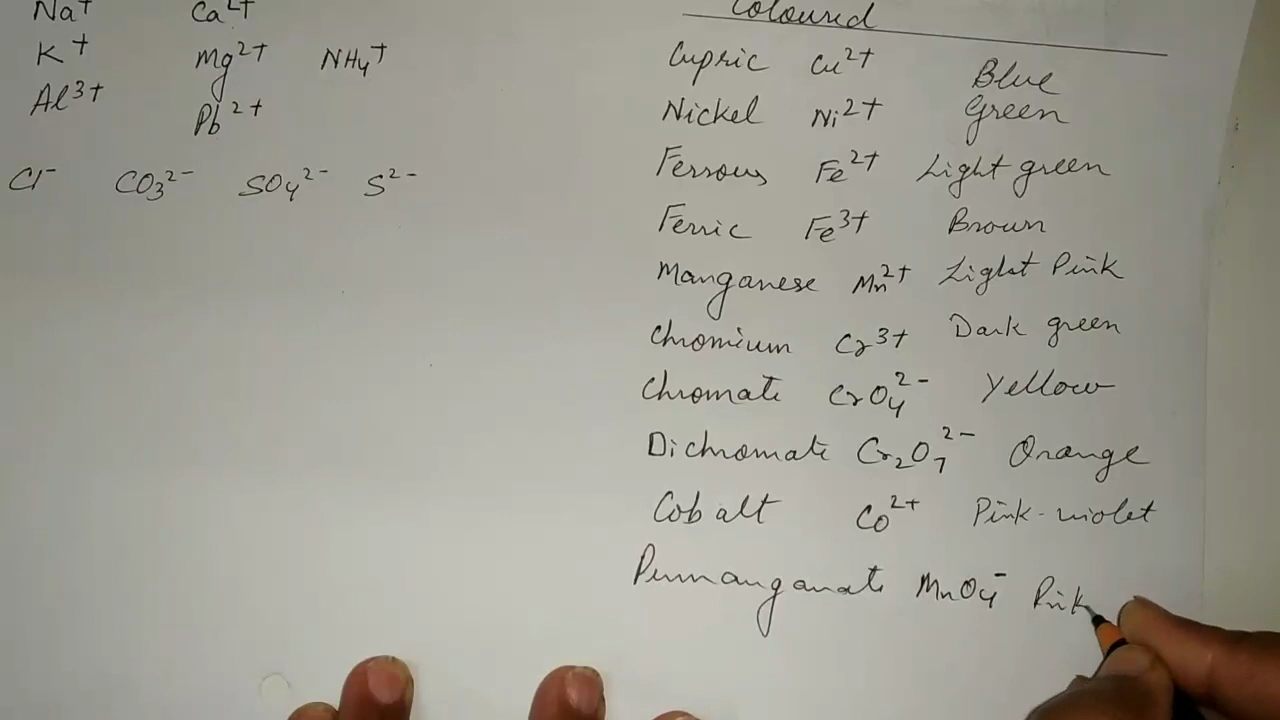 Na⁺ Ca²⁺
K⁺ Mg²⁺ NH₄⁺
Al³⁺
Pb²⁺
Cl⁻ CO₃²⁻ SO₄²⁻ S²⁻
Coloured
Cupric Cu²⁺ Blue
Nickel Ni²⁺ Green
Ferrous Fe²⁺ Light green
Ferric Fe³⁺ Brown
Manganese Mn²⁺ Light Pink
Chromium Cr³⁺ Dark green
Chromate CrO₄²⁻ Yellow
Dichromate Cr₂O₇²⁻ Orange
Cobalt Co²⁺ Pink-violet
Permanganate MnO₄⁻ Pink